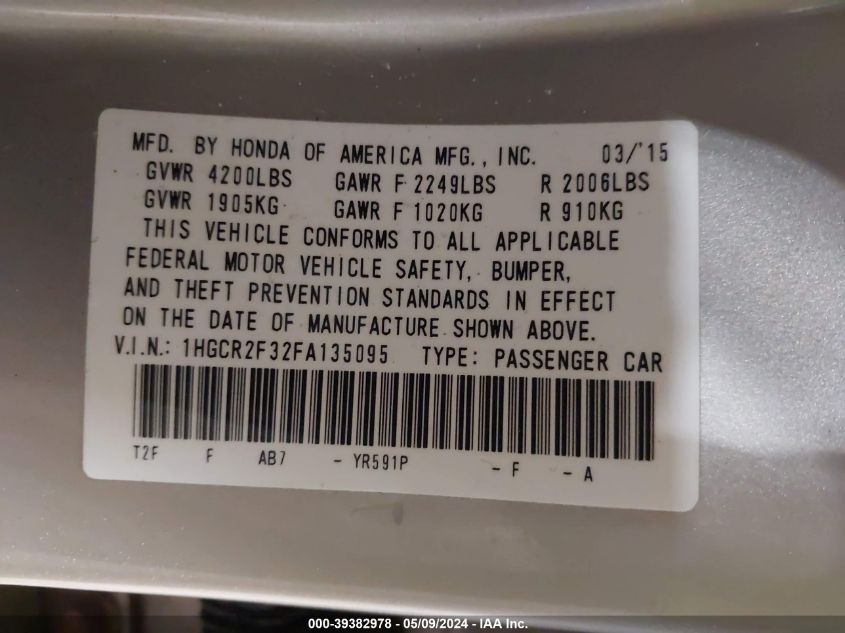 MFD. BY HONDA OF AMERICA MFG., INC. 03/'15
GVWR 4200LBS GAWR F 2249LBS R 2006LBS
GVWR 1905KG GAWR F 1020KG R 910KG
THIS VEHICLE CONFORMS TO ALL APPLICABLE
FEDERAL MOTOR VEHICLE SAFETY, BUMPER,
AND THEFT PREVENTION STANDARDS IN EFFECT
ON THE DATE OF MANUFACTURE SHOWN ABOVE.
V.I.N.: 1HGCR2F32FA135095 TYPE: PASSENGER CAR
T2F F AB7 - YR591P - F - A
000-39382978 - 05/09/2024 - IAA Inc.